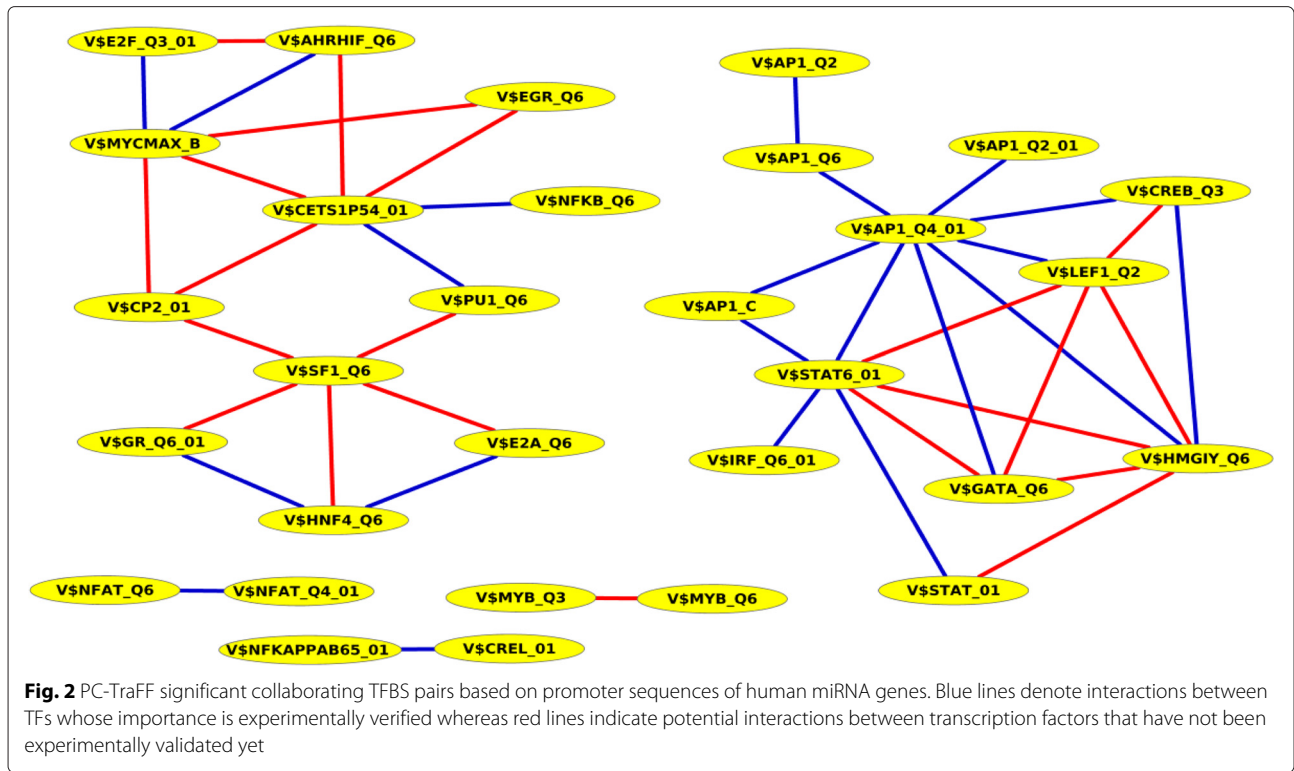 V$E2F_Q3_01
V$AHRHIF_Q6
V$EGR_Q6
V$MYCMAX_B
V$NFKB_Q6
V$CETS1P54_01
V$CP2_01
V$PU1_Q6
V$SF1_Q6
V$GR_Q6_01
V$E2A_Q6
V$HNF4_Q6
V$AP1_Q2
V$AP1_Q6
V$AP1_Q2_01
V$CREB_Q3
V$AP1_Q4_01
V$LEF1_Q2
V$AP1_C
V$STAT6_01
V$IRF_Q6_01
V$HMGIY_Q6
V$GATA_Q6
V$STAT_01
V$NFAT_Q6
V$NFAT_Q4_01
V$MYB_Q3
V$MYB_Q6
V$NFKAPPAB65_01
V$CREL_01
Fig. 2 PC-TraFF significant collaborating TFBS pairs based on promoter sequences of human miRNA genes. Blue lines denote interactions between
TFs whose importance is experimentally verified whereas red lines indicate potential interactions between transcription factors that have not been
experimentally validated yet